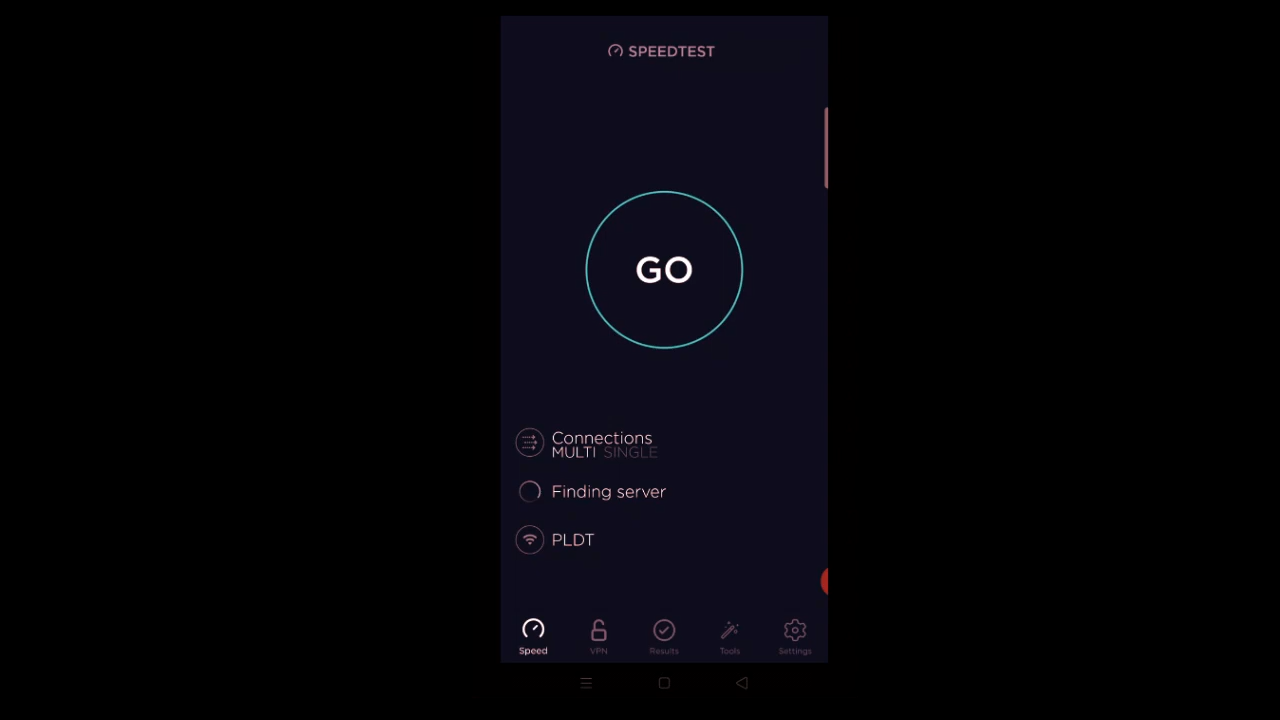 SPEEDTEST
GO
Connections
MULTI SINGLE
Finding server
PLDT
Speed VPN Results Tools Settings